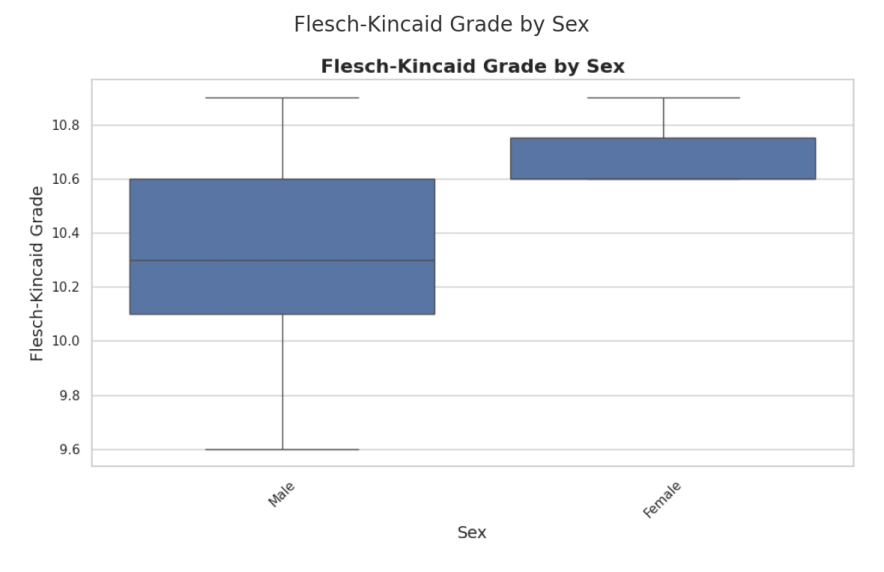 Flesch-Kincaid Grade by Sex
Flesch-Kincaid Grade by Sex
Flesch-Kincaid Grade
10.8
10.6
10.4
10.2
10.0
9.8
9.6
Male
Female
Sex